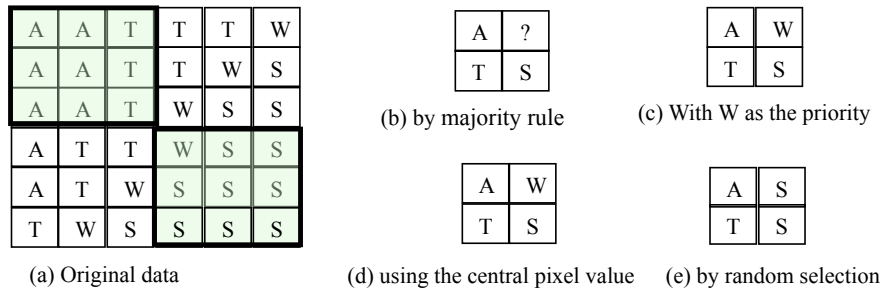 A A T T T W
A A T T W S
A A T W S S
A T T W S S
A T W S S S
T W S S S S
(a) Original data
A ?
T S
(b) by majority rule
A W
T S
(c) With W as the priority
A W
T S
(d) using the central pixel value
A S
T S
(e) by random selection